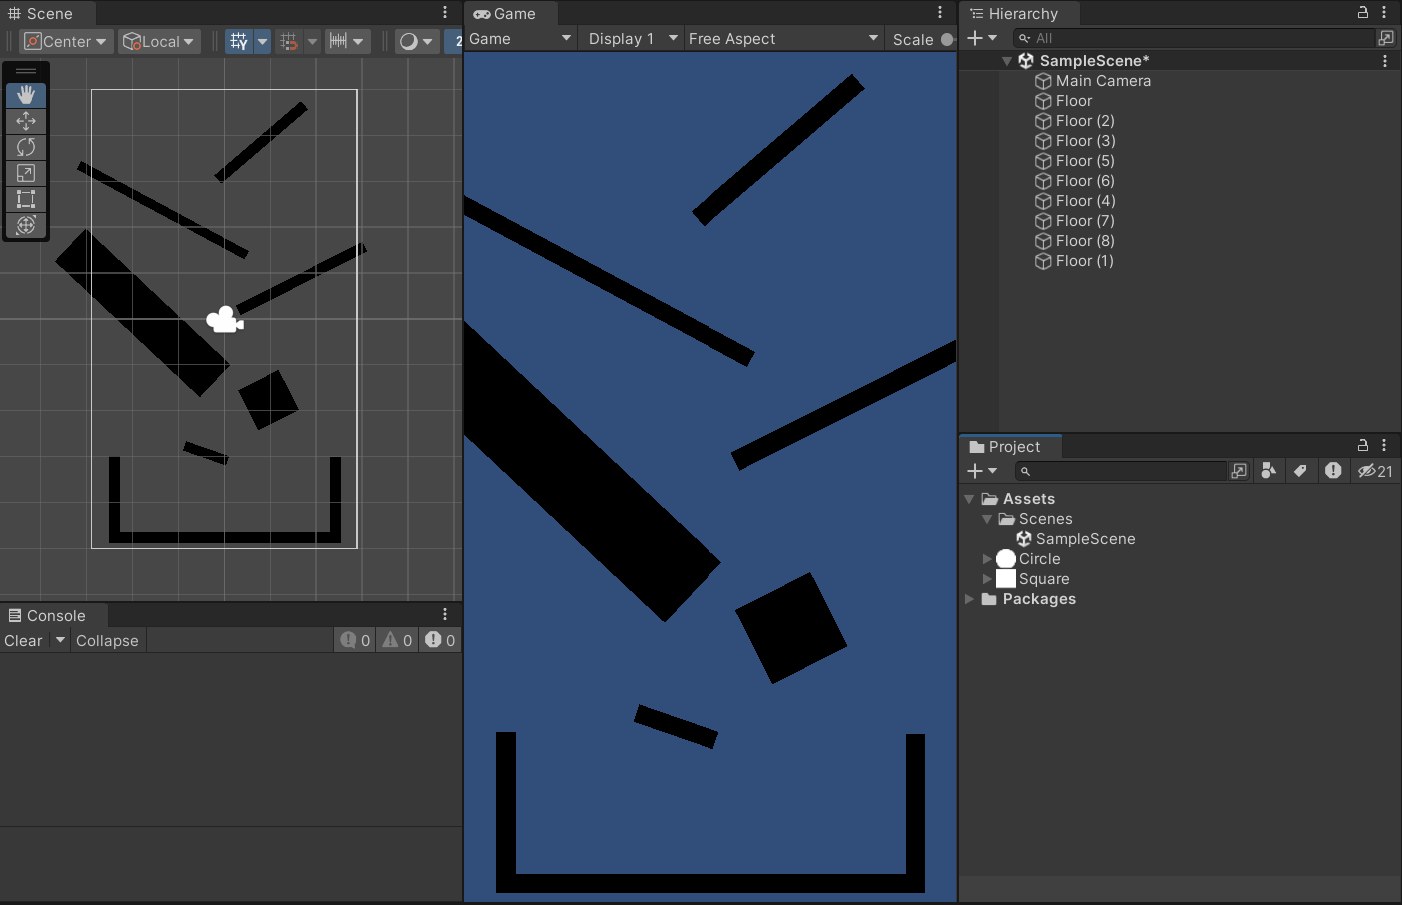 Scene
Center
Local
2
Game
Game
Display 1
Free Aspect
Scale
Hierarchy
All
SampleScene*
Main Camera
Floor
Floor (2)
Floor (3)
Floor (5)
Floor (6)
Floor (4)
Floor (7)
Floor (8)
Floor (1)
Project
21
Assets
Scenes
SampleScene
Circle
Square
Packages
Console
Clear
Collapse
0
0
0